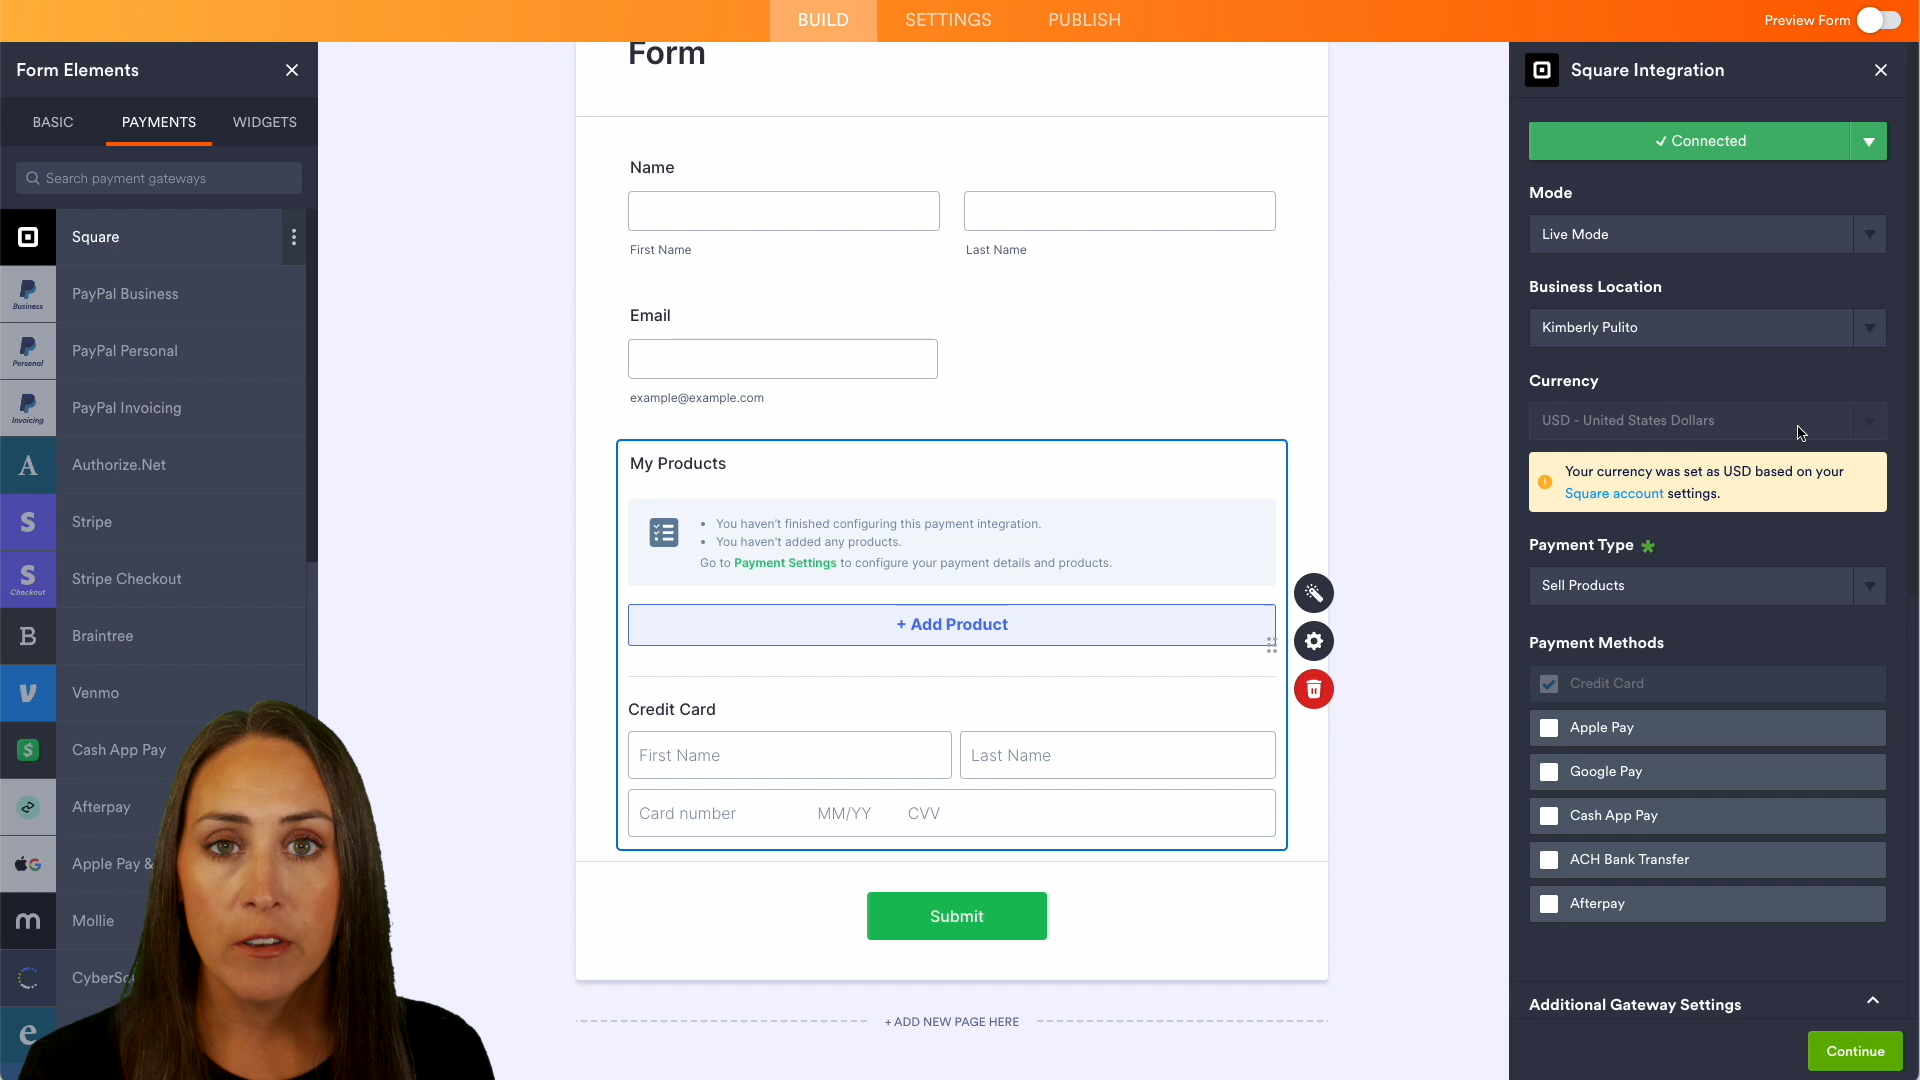 BUILD
SETTINGS
PUBLISH
Preview Form
Form Elements
BASIC
PAYMENTS
WIDGETS
Search payment gateways
Square
Business
PayPal Business
Personal
PayPal Personal
Invoicing
PayPal Invoicing
A
Authorize.Net
S
Stripe
S
Checkout
Stripe Checkout
B
Braintree
Venmo
Cash App Pay
Afterpay
Apple Pay &
Mollie
e
Form
Name
First Name
Last Name
Email
example@example.com
My Products
• You haven't finished configuring this payment integration.
• You haven't added any products.
Go to Payment Settings to configure your payment details and products.
+ Add Product
Credit Card
First Name
Last Name
Card number MM/YY CVV
Submit
+ ADD NEW PAGE HERE
Square Integration
✓ Connected
Mode
Live Mode
Business Location
Kimberly Pulito
Currency
USD - United States Dollars
Your currency was set as USD based on your
Square account settings.
Payment Type
Sell Products
Payment Methods
Credit Card
Apple Pay
Google Pay
Cash App Pay
ACH Bank Transfer
Afterpay
Additional Gateway Settings
Continue